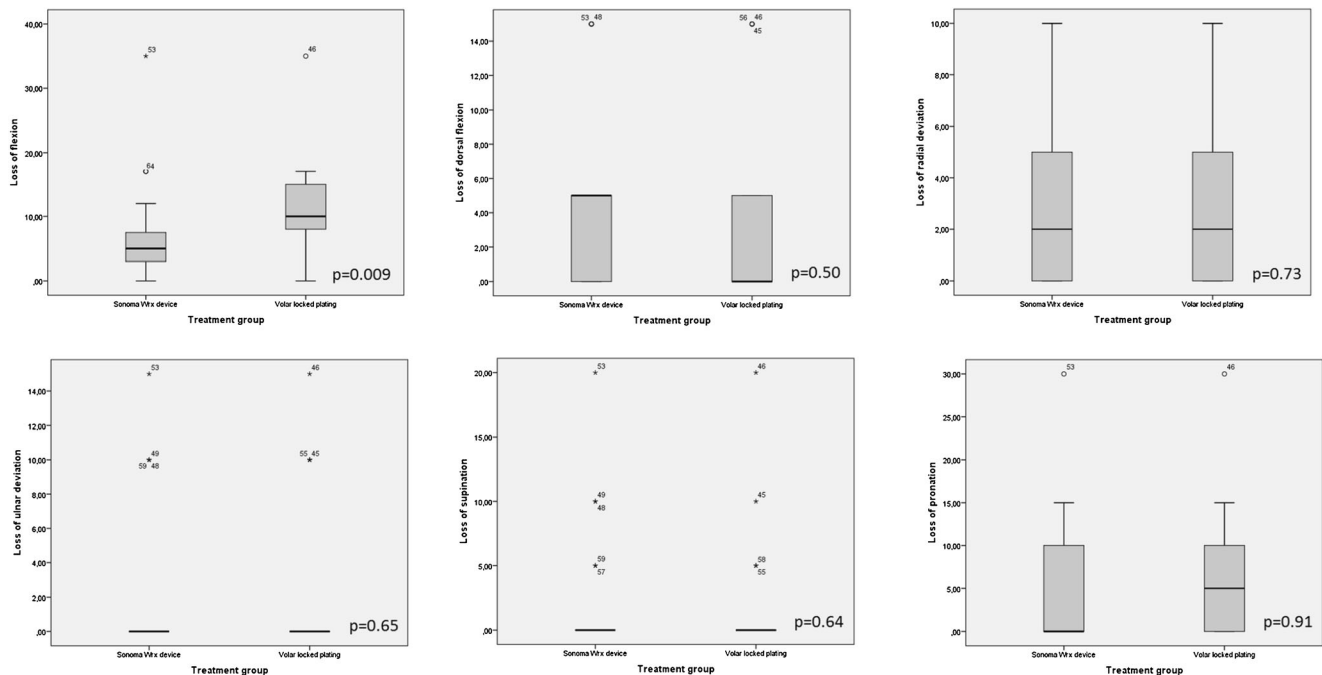 40,00
30,00
20,00
10,00
,00
Loss of flexion
53
64
46
p=0.009
Sonoma Wrx device
Volar locked plating
Treatment group
14,00
12,00
10,00
8,00
6,00
4,00
2,00
,00
Loss of dorsal flexion
53 48
56 46
45
p=0.50
Sonoma Wrx device
Volar locked plating
Treatment group
10,00
8,00
6,00
4,00
2,00
,00
Loss of radial deviation
p=0.73
Sonoma Wrx device
Volar locked plating
Treatment group
14,00
12,00
10,00
8,00
6,00
4,00
2,00
,00
Loss of ulnar deviation
53
49
59 48
46
55 45
p=0.65
Sonoma Wrx device
Volar locked plating
Treatment group
20,00
15,00
10,00
5,00
,00
Loss of supination
53
49
48
59
57
46
45
58
55
p=0.64
Sonoma Wrx device
Volar locked plating
Treatment group
30,00
25,00
20,00
15,00
10,00
5,00
,00
Loss of pronation
53
46
p=0.91
Sonoma Wrx device
Volar locked plating
Treatment group